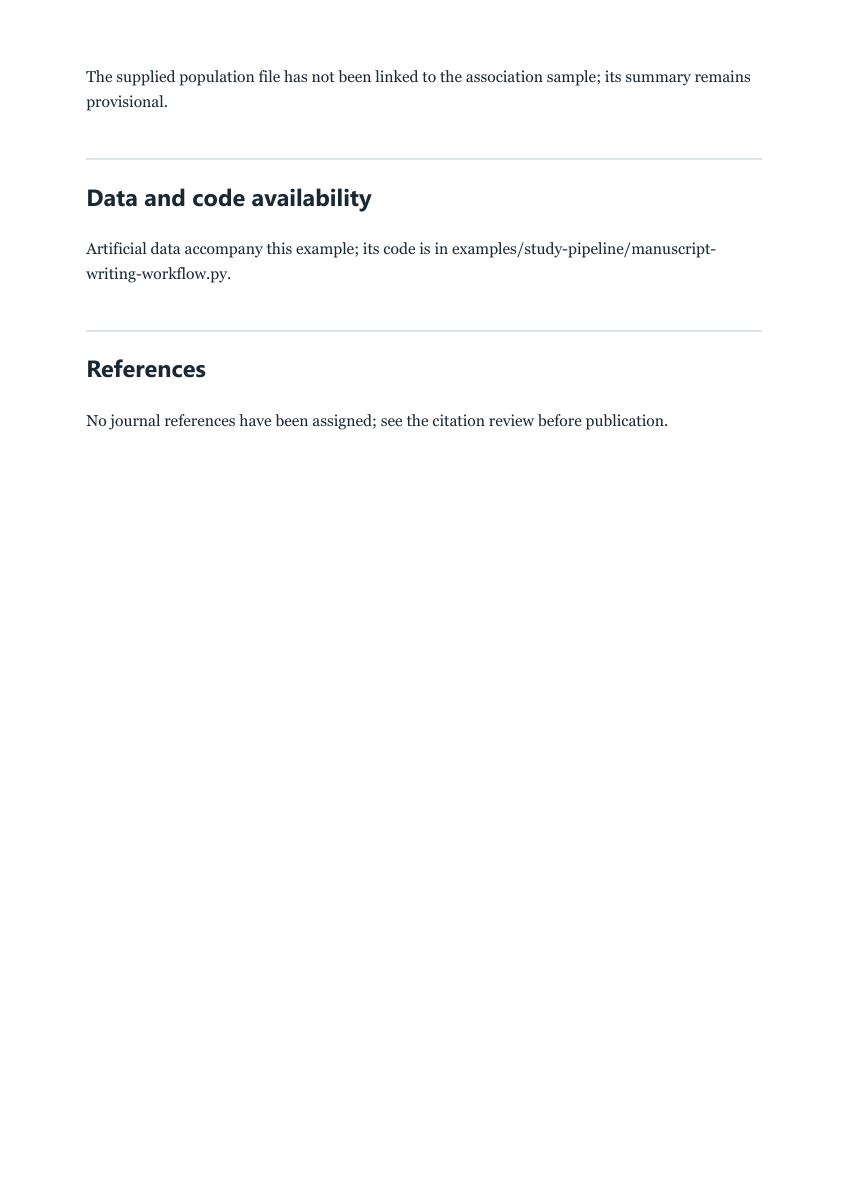 The supplied population file has not been linked to the association sample; its summary remains
provisional.
Data and code availability
Artificial data accompany this example; its code is in examples/study-pipeline/manuscript-
writing-workflow.py.
References
No journal references have been assigned; see the citation review before publication.